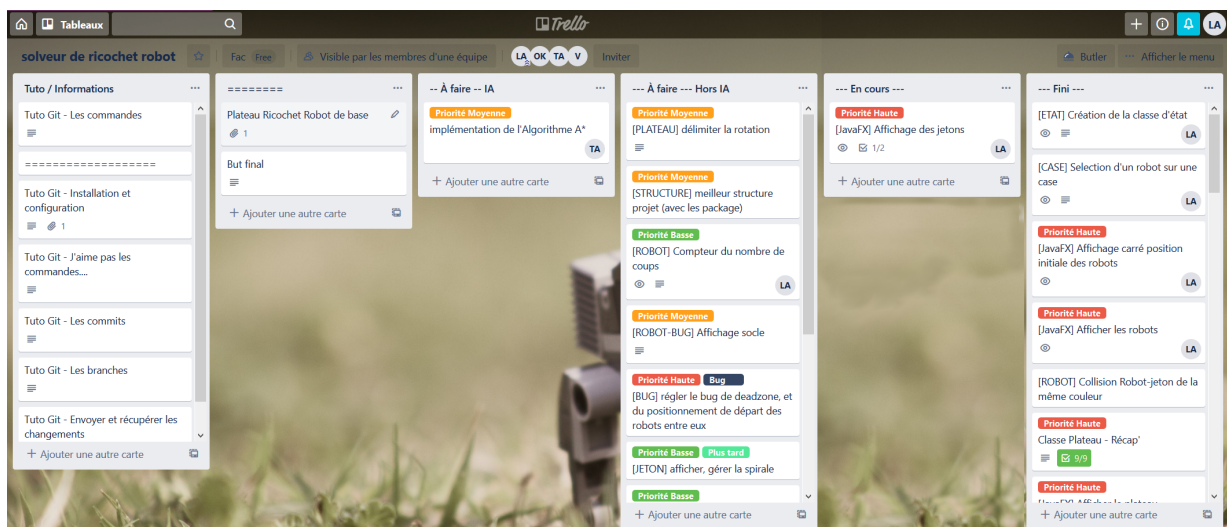 Tableaux
Trello
LA
solveur de ricochet robot
Fac Free
Visible par les membres d'une équipe
LA OK TA V
Inviter
Butler
Afficher le menu
Tuto / Informations
Tuto Git - Les commandes
===================
Tuto Git - Installation et
configuration
1
Tuto Git - J'aime pas les
commandes....
Tuto Git - Les commits
Tuto Git - Les branches
Tuto Git - Envoyer et récupérer les
changements
+ Ajouter une autre carte
========
Plateau Ricochet Robot de base
1
But final
+ Ajouter une autre carte
-- À faire -- IA
Priorité Moyenne
implémentation de l'Algorithme A*
TA
+ Ajouter une autre carte
--- À faire --- Hors IA
Priorité Moyenne
[PLATEAU] délimiter la rotation
Priorité Moyenne
[STRUCTURE] meilleur structure
projet (avec les package)
Priorité Basse
[ROBOT] Compteur du nombre de
coups
LA
Priorité Moyenne
[ROBOT-BUG] Affichage socle
Priorité Haute Bug
[BUG] régler le bug de deadzone, et
du positionnement de départ des
robots entre eux
Priorité Basse Plus tard
[JETON] afficher, gérer la spirale
Priorité Basse
+ Ajouter une autre carte
--- En cours ---
Priorité Haute
[JavaFX] Affichage des jetons
1/2
LA
+ Ajouter une autre carte
--- Fini ---
[ETAT] Création de la classe d'état
LA
[CASE] Selection d'un robot sur une
case
LA
Priorité Haute
[JavaFX] Affichage carré position
initiale des robots
LA
Priorité Haute
[JavaFX] Afficher les robots
LA
[ROBOT] Collision Robot-jeton de la
même couleur
Priorité Haute
Classe Plateau - Récap'
9/9
Priorité Haute
[JavaFX] Afficher le plateau
+ Ajouter une autre carte